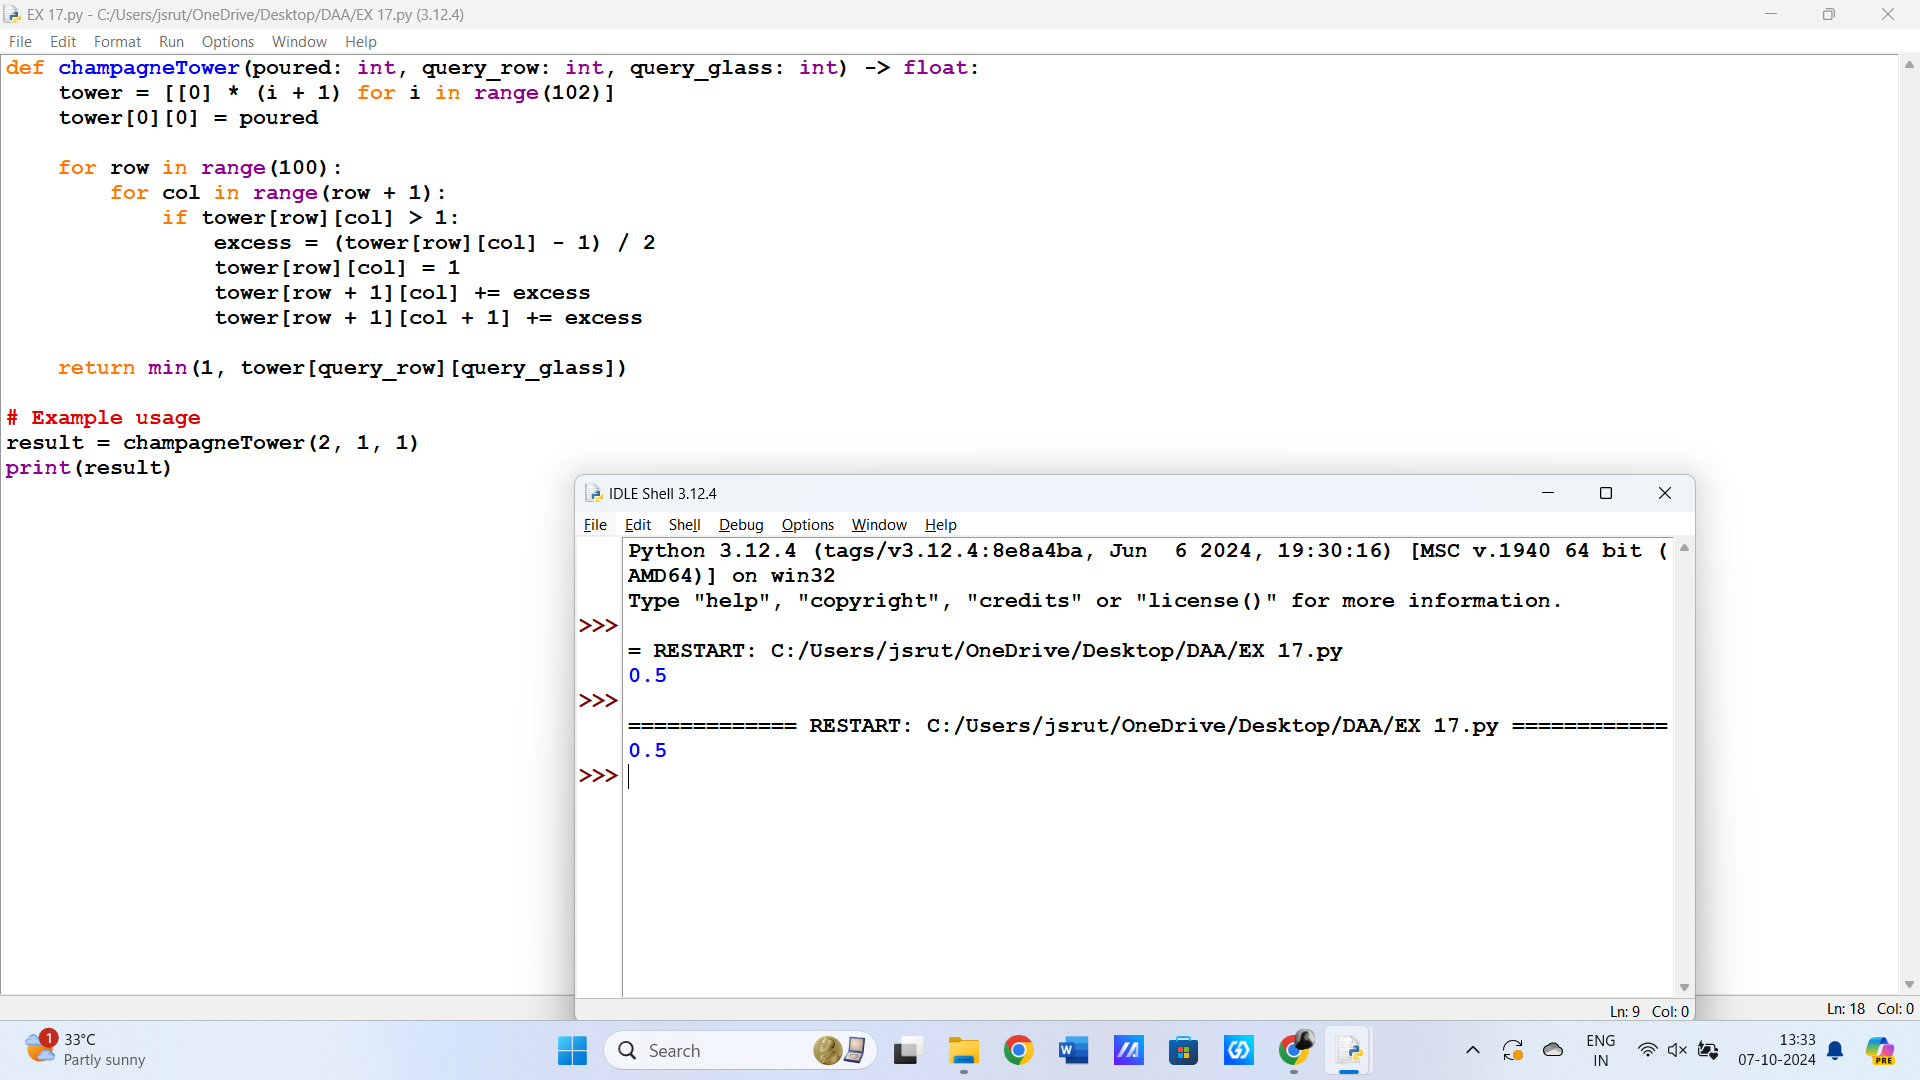 EX 17.py - C:/Users/jsrut/OneDrive/Desktop/DAA/EX 17.py (3.12.4)
File Edit Format Run Options Window Help
def champagneTower(poured: int, query_row: int, query_glass: int) -> float:
    tower = [[0] * (i + 1) for i in range(102)]
    tower[0][0] = poured
    for row in range(100):
        for col in range(row + 1):
            if tower[row][col] > 1:
                excess = (tower[row][col] - 1) / 2
                tower[row][col] = 1
                tower[row + 1][col] += excess
                tower[row + 1][col + 1] += excess
    return min(1, tower[query_row][query_glass])
# Example usage
result = champagneTower(2, 1, 1)
print(result)
IDLE Shell 3.12.4
File Edit Shell Debug Options Window Help
Python 3.12.4 (tags/v3.12.4:8e8a4ba, Jun  6 2024, 19:30:16) [MSC v.1940 64 bit (
AMD64)] on win32
Type "help", "copyright", "credits" or "license()" for more information.
>>>
= RESTART: C:/Users/jsrut/OneDrive/Desktop/DAA/EX 17.py
0.5
>>>
============= RESTART: C:/Users/jsrut/OneDrive/Desktop/DAA/EX 17.py ============
0.5
>>>
Ln: 9 Col: 0
Ln: 18 Col: 0
1
33°C
Partly sunny
Search
W
ENG
IN
13:33
07-10-2024
PRE